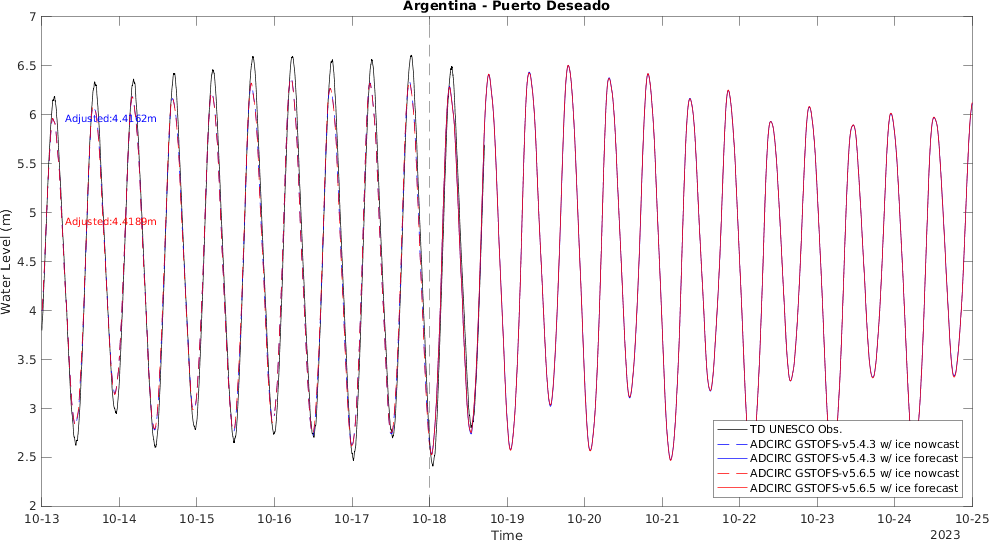 Argentina - Puerto Deseado
7
6.5
6
5.5
5
4.5
4
3.5
3
2.5
2
Water Level (m)
Adjusted:4.4162m
Adjusted:4.4189m
TD UNESCO Obs.
ADCIRC GSTOFS-v5.4.3 w/ ice nowcast
ADCIRC GSTOFS-v5.4.3 w/ ice forecast
ADCIRC GSTOFS-v5.6.5 w/ ice nowcast
ADCIRC GSTOFS-v5.6.5 w/ ice forecast
10-13 10-14 10-15 10-16 10-17 10-18 10-19 10-20 10-21 10-22 10-23 10-24 10-25
Time
2023